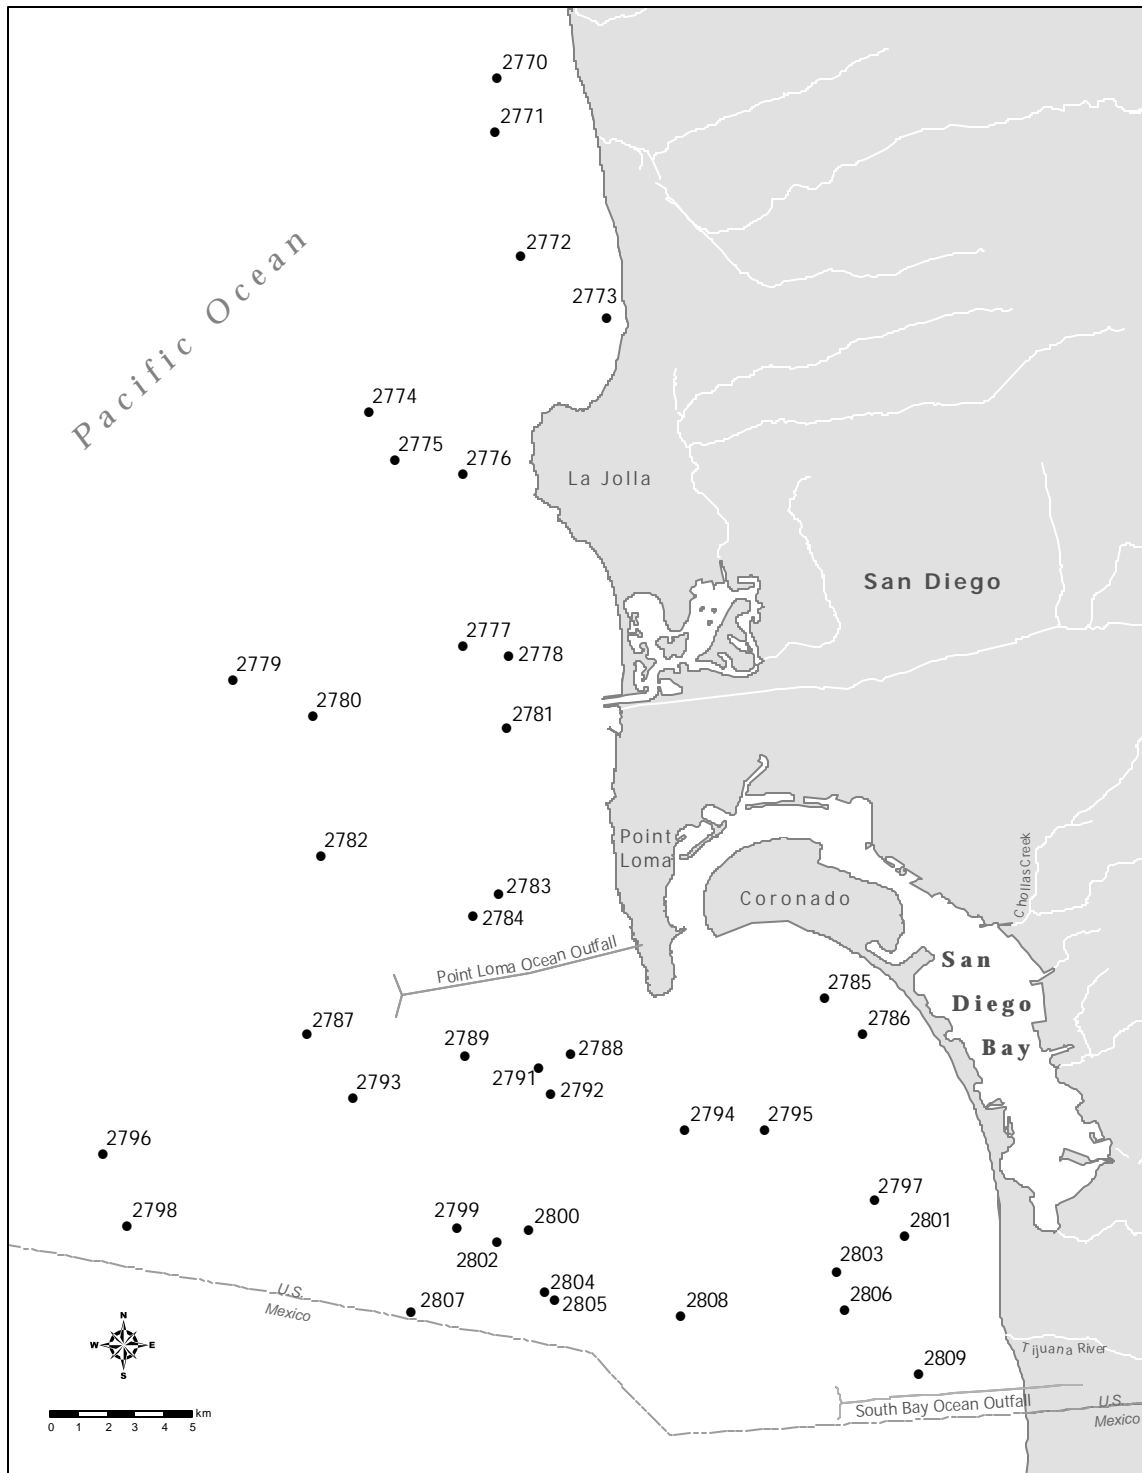 2770
2771
2772
2773
Pacific Ocean
2774
2775
2776
La Jolla
San Diego
2777
2778
2779
2780
2781
Point
Loma
2782
Coronado
Chollas Creek
2783
2784
Point Loma Ocean Outfall
San
Diego
Bay
2785
2786
2787
2788
2789
2791
2792
2793
2794
2795
2796
2797
2798
2799
2800
2801
2802
2803
2804
2805
2806
2807
2808
U.S.
Mexico
N
W E
S
Tijuana River
2809
South Bay Ocean Outfall
U.S.
Mexico
km
0 1 2 3 4 5